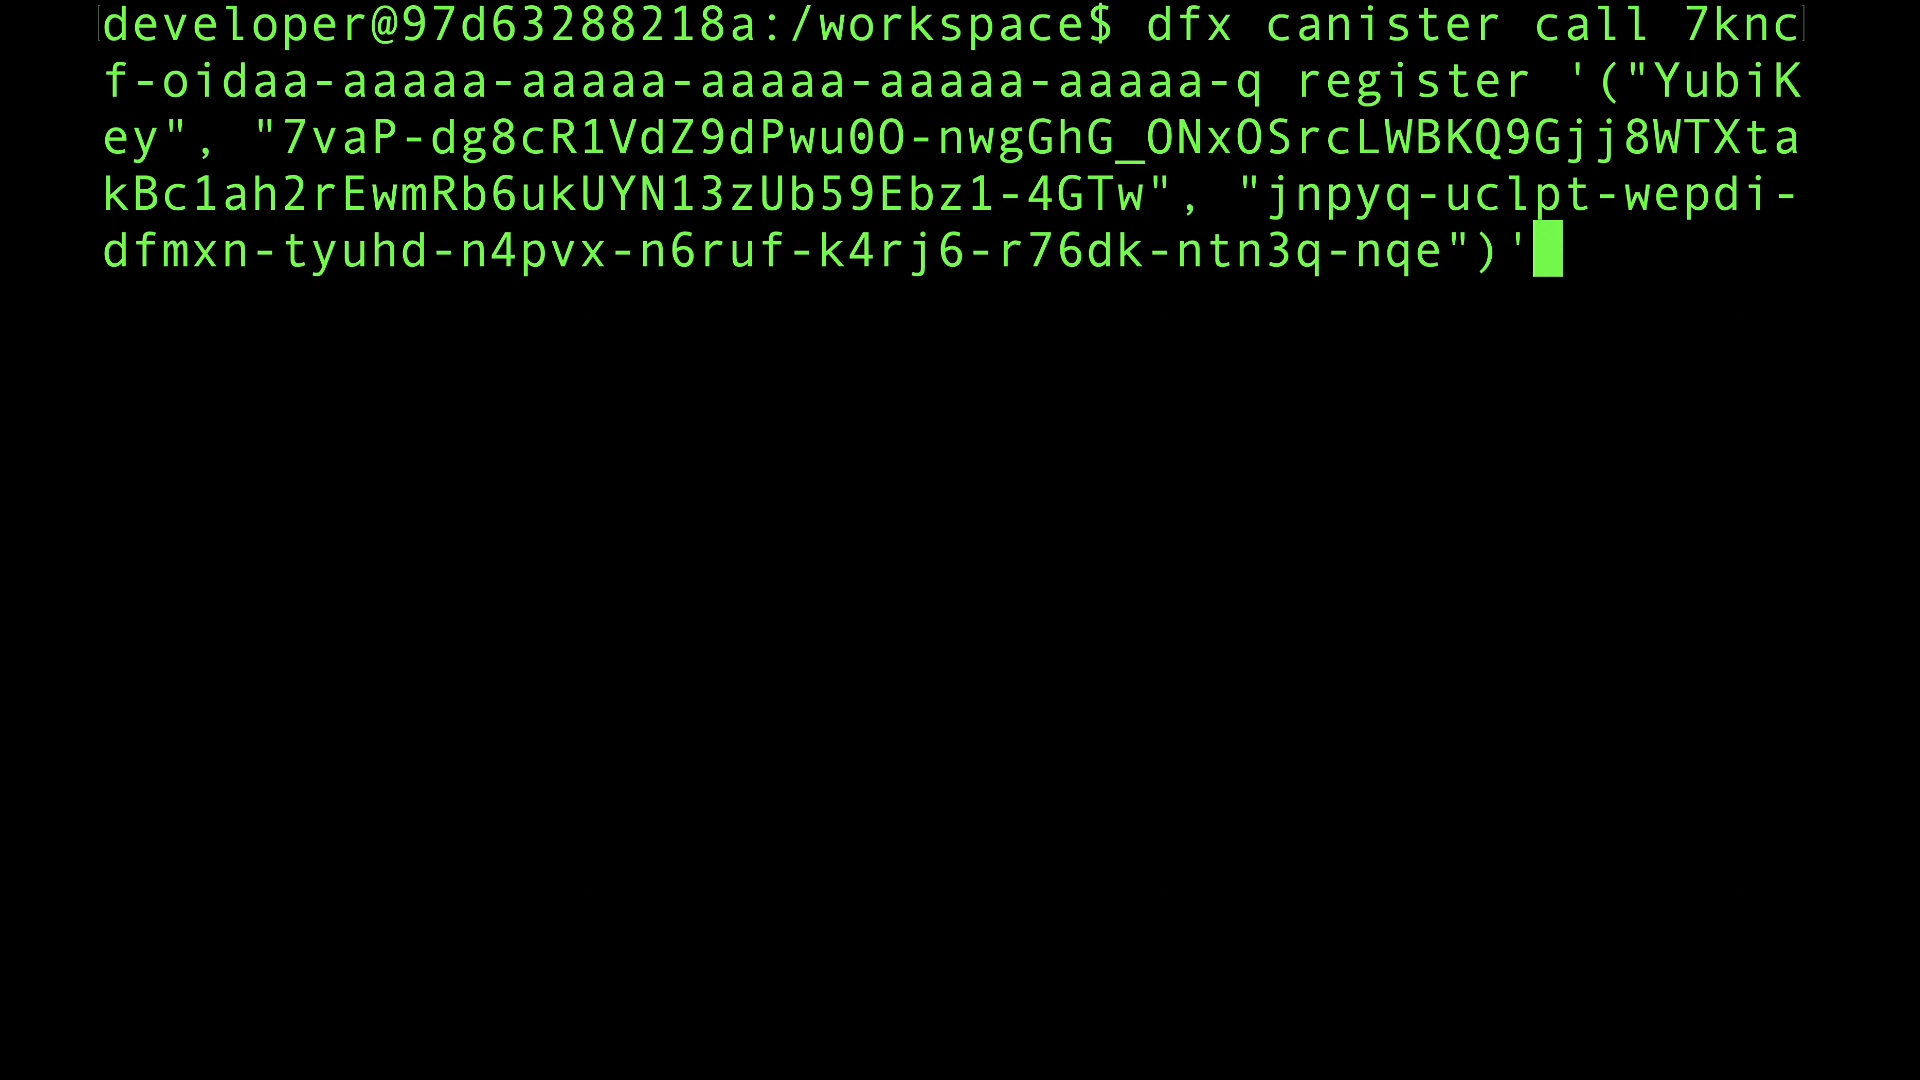 developer@97d63288218a:/workspace$ dfx canister call 7knc
f-oidaa-aaaaa-aaaaa-aaaaa-aaaaa-aaaaa-q register '("YubiK
ey", "7vaP-dg8cR1VdZ9dPwu0O-nwgGhG_ONxOSrcLWBKQ9Gjj8WTXta
kBc1ah2rEwmRb6ukUYN13zUb59Ebz1-4GTw", "jnpyq-uclpt-wepdi-
dfmxn-tyuhd-n4pvx-n6ruf-k4rj6-r76dk-ntn3q-nqe")'